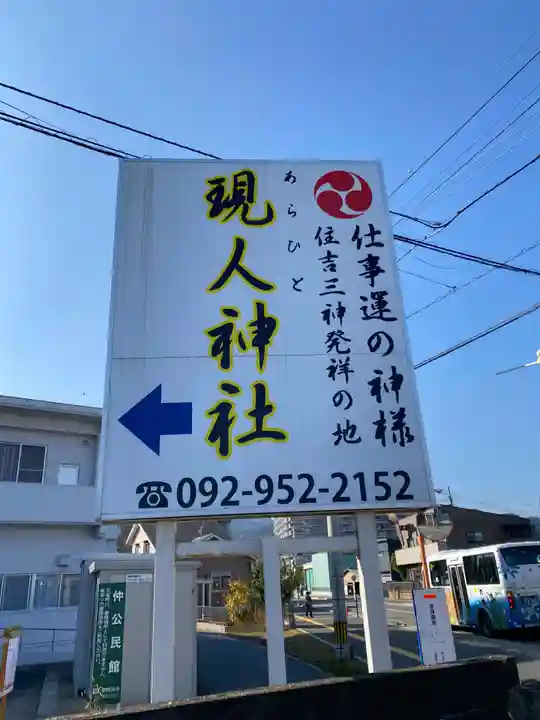 仕事運の神様
住吉三神発祥の地
あらひと
現人神社
☎092-952-2152
仲公民館